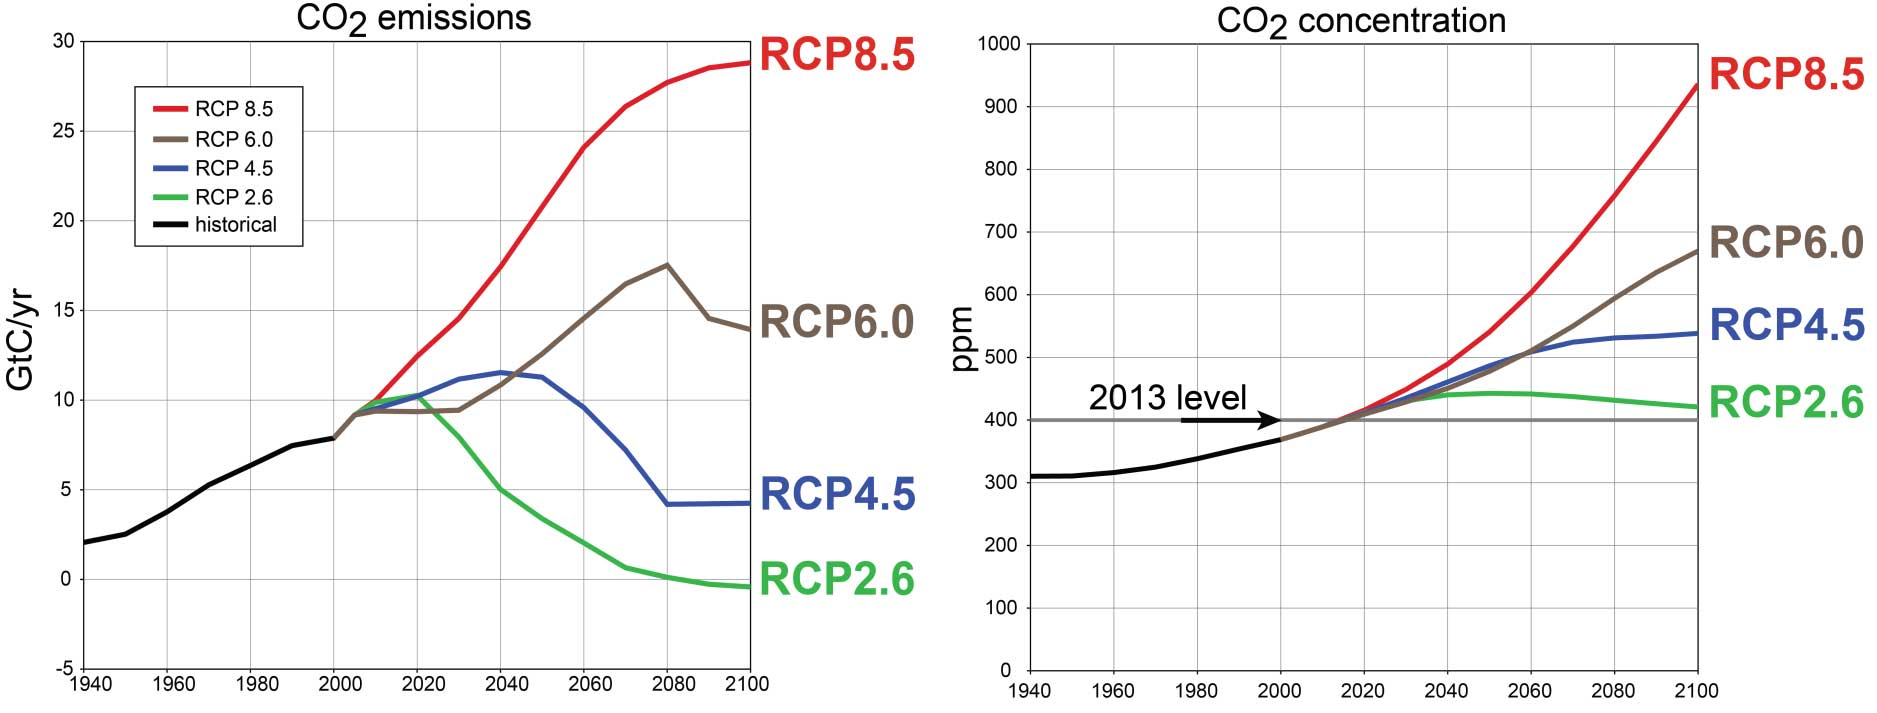 CO2 emissions
30
25
20
15
10
5
0
-5
GtC/yr
RCP 8.5
RCP 6.0
RCP 4.5
RCP 2.6
historical
1940 1960 1980 2000 2020 2040 2060 2080 2100
RCP8.5
RCP6.0
RCP4.5
RCP2.6
CO2 concentration
1000
900
800
700
600
500
400
300
200
100
0
ppm
2013 level
1940 1960 1980 2000 2020 2040 2060 2080 2100
RCP8.5
RCP6.0
RCP4.5
RCP2.6